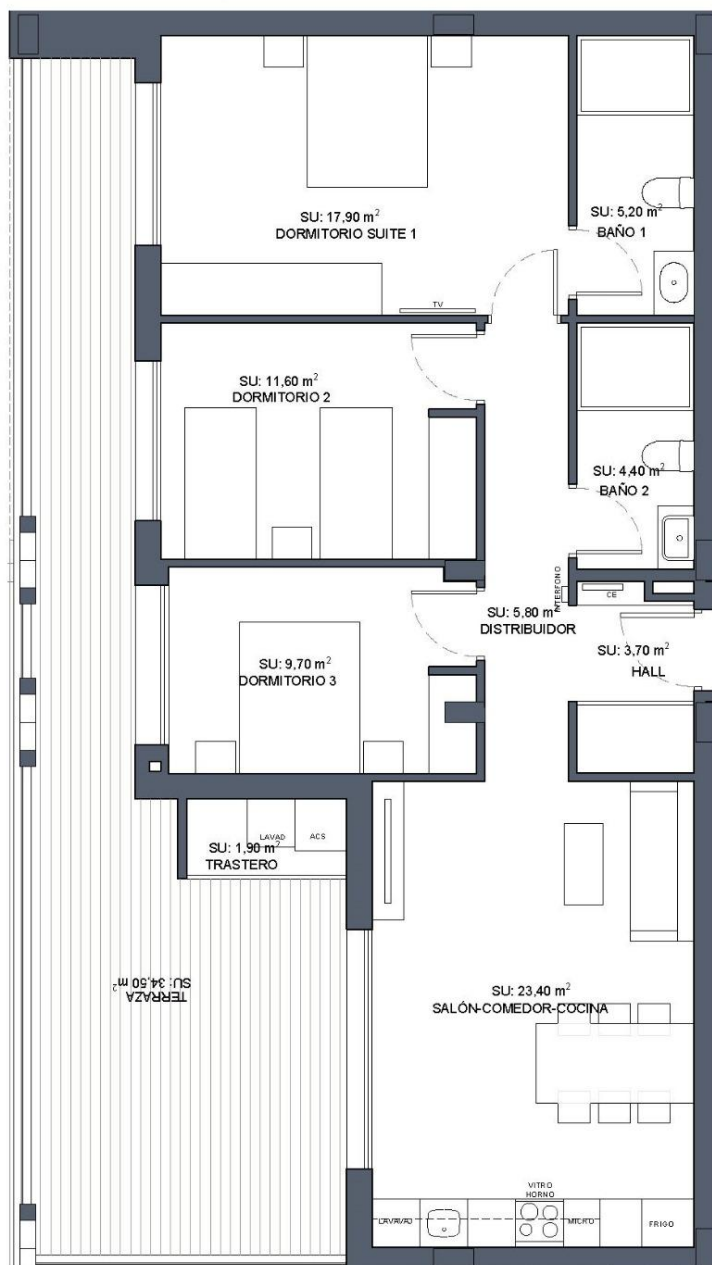 SU: 17,90 m²
DORMITORIO SUITE 1
SU: 5,20 m²
BAÑO 1
TV
SU: 11,60 m²
DORMITORIO 2
SU: 4,40 m²
BAÑO 2
INTERFONO
CE
SU: 5,80 m²
DISTRIBUIDOR
SU: 3,70 m²
HALL
SU: 9,70 m²
DORMITORIO 3
LAVAD
ACS
SU: 1,90 m²
TRASTERO
TERRAZA
SU: 34,50 m²
SU: 23,40 m²
SALÓN-COMEDOR-COCINA
VITRO
HORNO
LAVAVAJ
MICRO
FRIGO